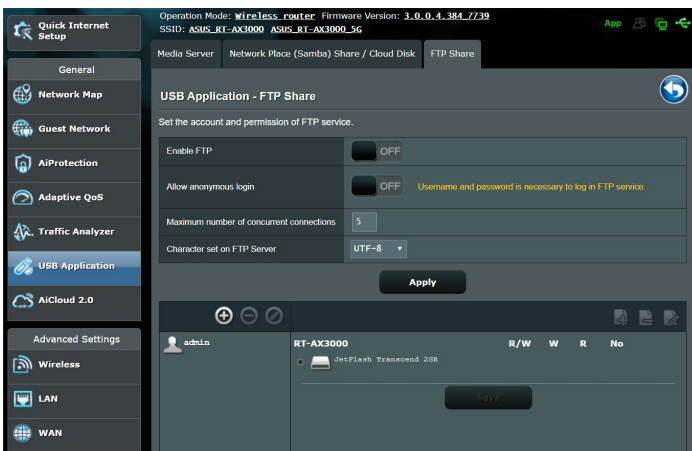 Quick Internet
Setup
General
Network Map
Guest Network
AiProtection
Adaptive QoS
Traffic Analyzer
USB Application
AiCloud 2.0
Advanced Settings
Wireless
LAN
WAN
Operation Mode: Wireless router Firmware Version: 3.0.0.4.384_7739
SSID: ASUS_RT-AX3000 ASUS_RT-AX3000_5G
App
Media Server Network Place (Samba) Share / Cloud Disk FTP Share
USB Application - FTP Share
Set the account and permission of FTP service.
Enable FTP OFF
Allow anonymous login OFF Username and password is necessary to log in FTP service.
Maximum number of concurrent connections 5
Character set on FTP Server UTF-8
Apply
admin
RT-AX3000 R/W W R No
JetFlash Transcend 2GB
Save